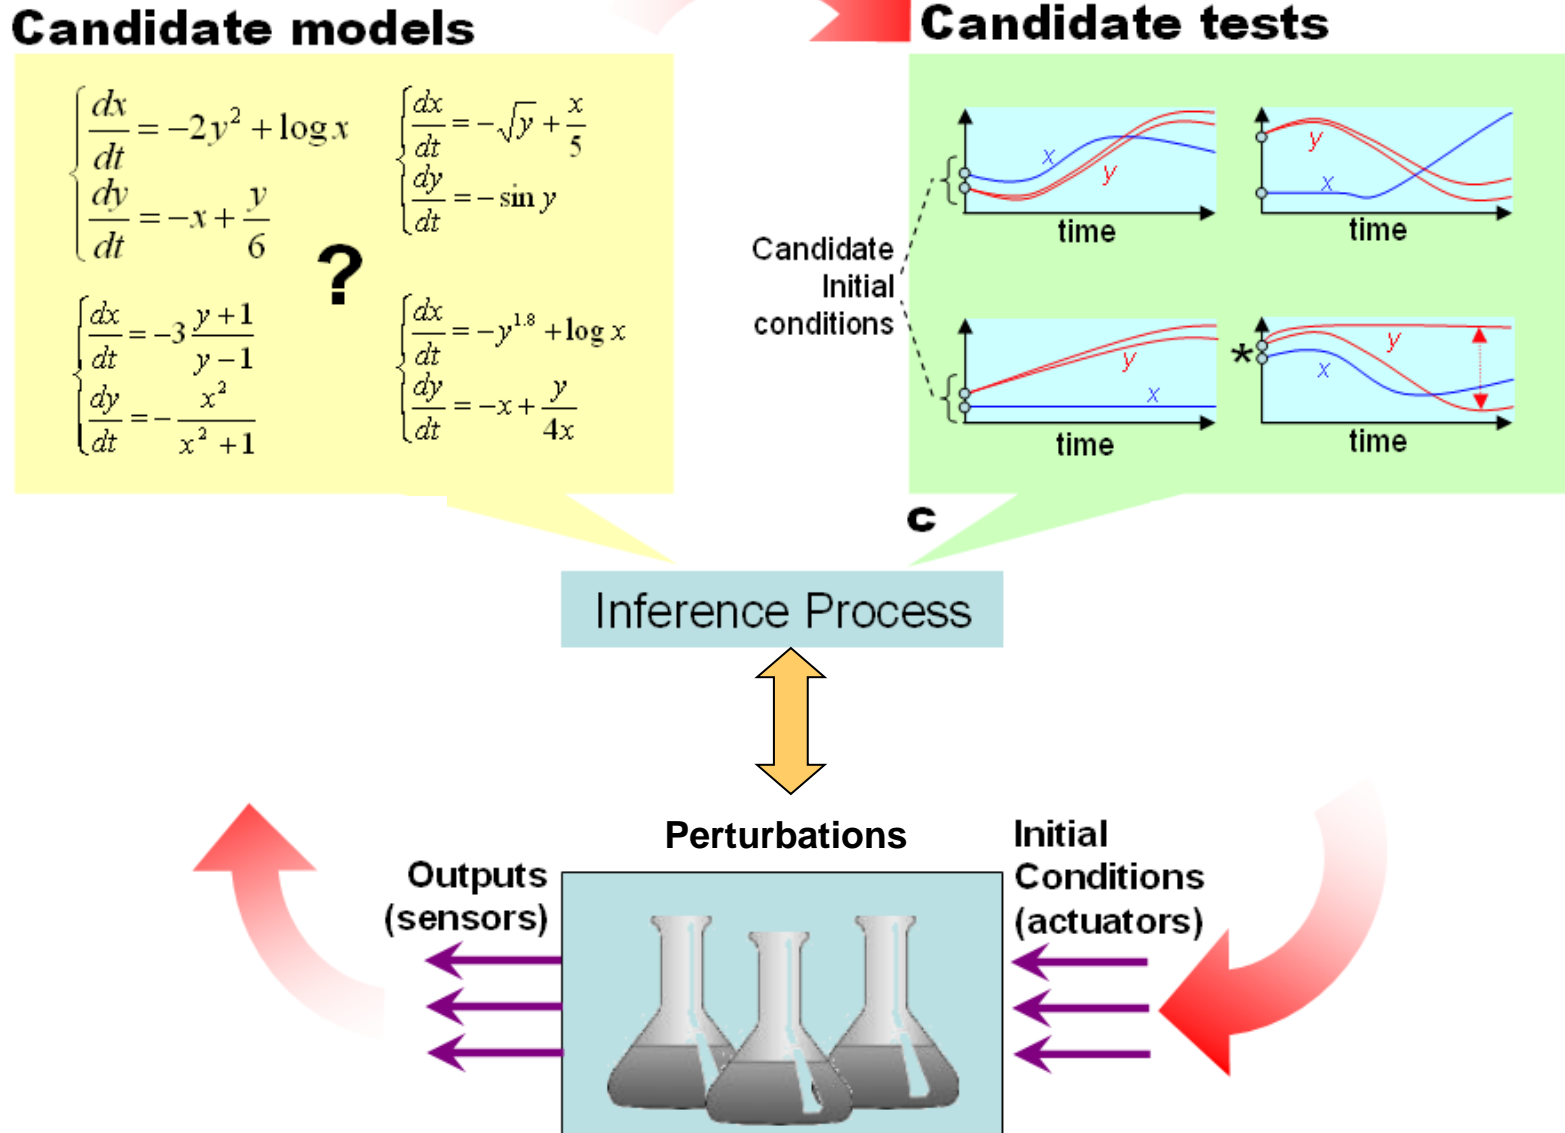 Candidate models
dx/dt = −2y² + log x
dy/dt = −x + y/6
dx/dt = −√y + x/5
dy/dt = −sin y
?
dx/dt = −3 (y+1)/(y−1)
dy/dt = −x²/(x²+1)
dx/dt = −y^1.8 + log x
dy/dt = −x + y/4x
Candidate tests
x
y
time
y
x
time
Candidate
Initial
conditions
y
x
time
*
y
x
time
c
Inference Process
Perturbations
Outputs
(sensors)
Initial
Conditions
(actuators)